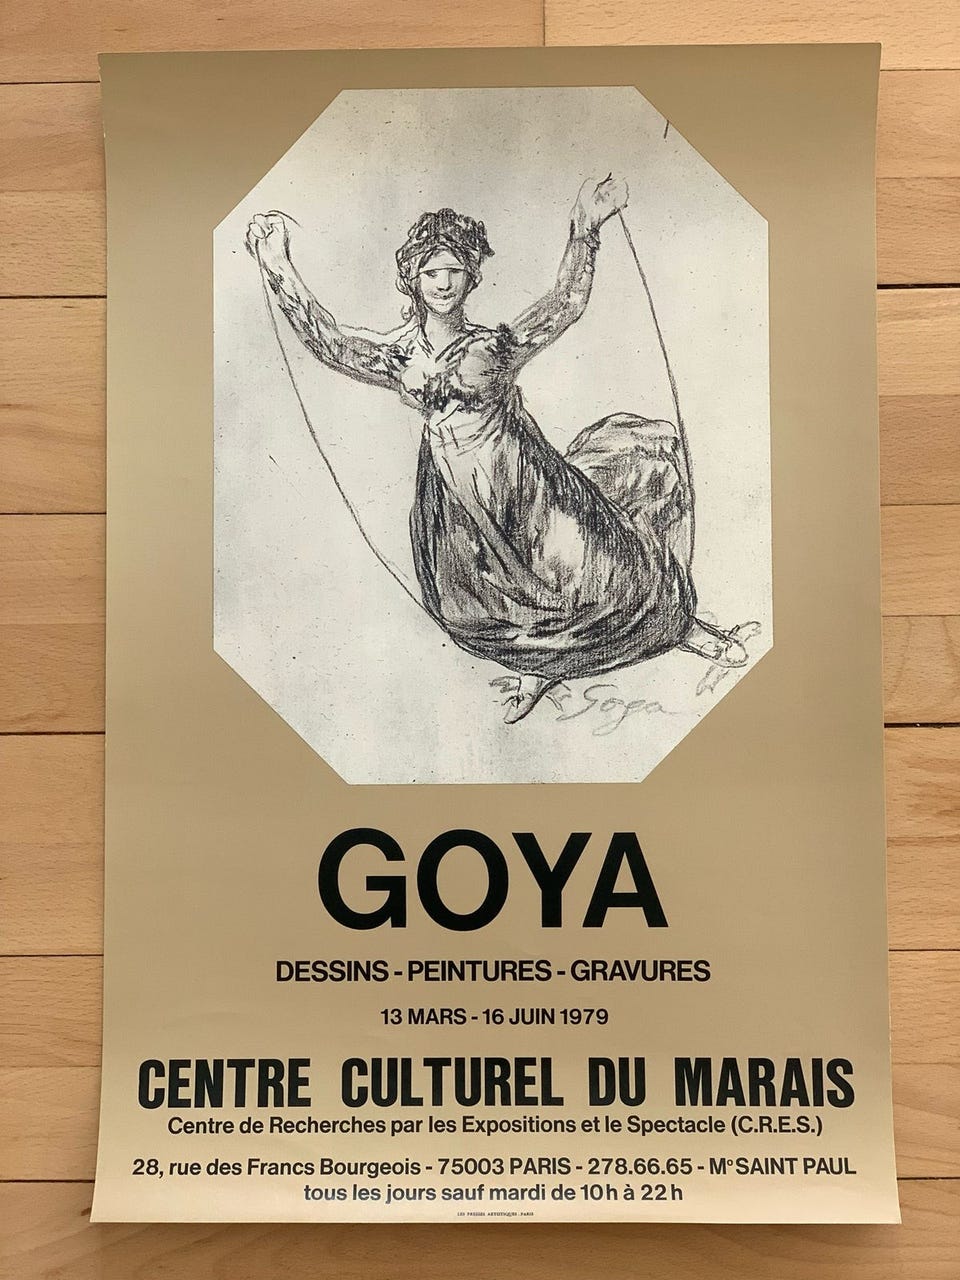 Goya
GOYA
DESSINS - PEINTURES - GRAVURES
13 MARS - 16 JUIN 1979
CENTRE CULTUREL DU MARAIS
Centre de Recherches par les Expositions et le Spectacle (C.R.E.S.)
28, rue des Francs Bourgeois - 75003 PARIS - 278.66.65 - M° SAINT PAUL
tous les jours sauf mardi de 10h à 22h
LES PRESSES ARTISTIQUES . PARIS